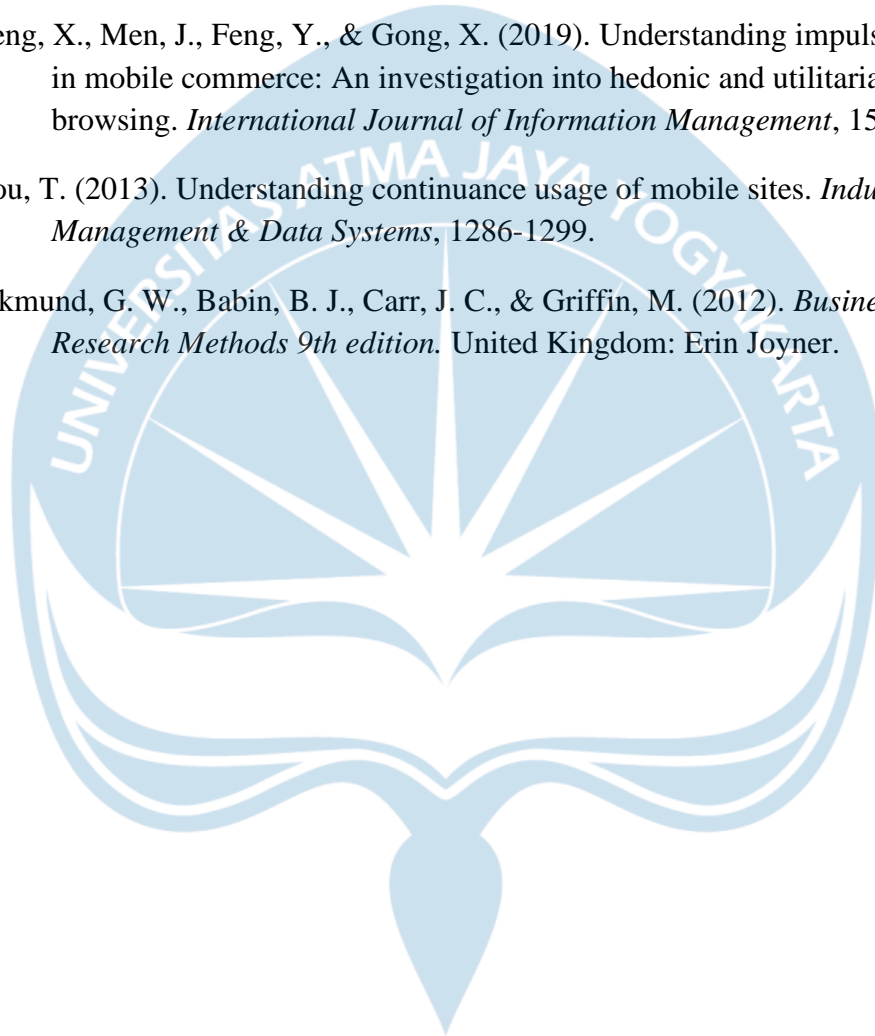 eng, X., Men, J., Feng, Y., & Gong, X. (2019). Understanding impuls
in mobile commerce: An investigation into hedonic and utilitaria
browsing. International Journal of Information Management, 15
ou, T. (2013). Understanding continuance usage of mobile sites. Indu
Management & Data Systems, 1286-1299.
kmund, G. W., Babin, B. J., Carr, J. C., & Griffin, M. (2012). Busine
Research Methods 9th edition. United Kingdom: Erin Joyner.
UNIVERSITAS ATMA JAYA YOGYAKARTA